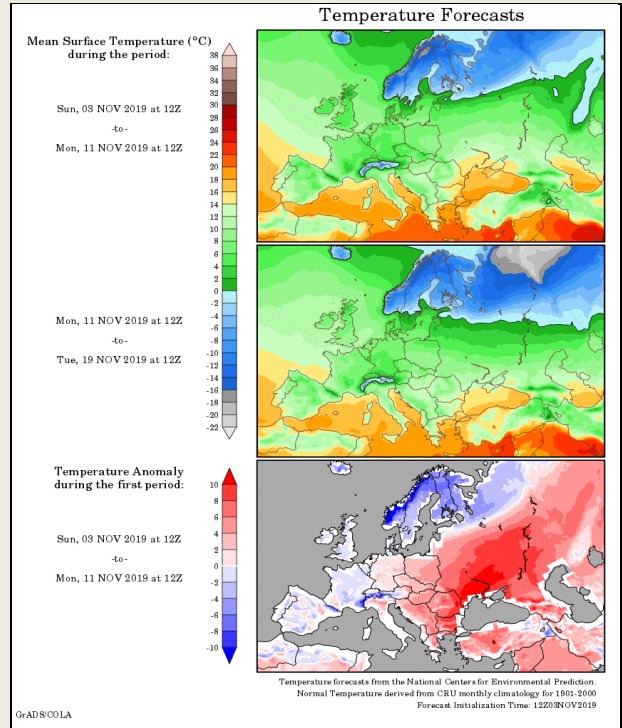 Temperature Forecasts
Mean Surface Temperature (°C)
during the period:
Sun, 03 NOV 2019 at 12Z
-to-
Mon, 11 NOV 2019 at 12Z
38
36
34
32
30
28
26
24
22
20
18
16
14
12
10
8
6
4
2
0
-2
-4
-6
-8
-10
-12
-14
-16
-18
-20
-22
Mon, 11 NOV 2019 at 12Z
-to-
Tue, 19 NOV 2019 at 12Z
Temperature Anomaly
during the first period:
Sun, 03 NOV 2019 at 12Z
-to-
Mon, 11 NOV 2019 at 12Z
10
8
6
4
2
0
-2
-4
-6
-8
-10
Temperature forecasts from the National Centers for Environmental Prediction.
Normal Temperature derived from CRU monthly climatology for 1901-2000
Forecast Initialization Time: 12Z03NOV2019
GrADS/COLA